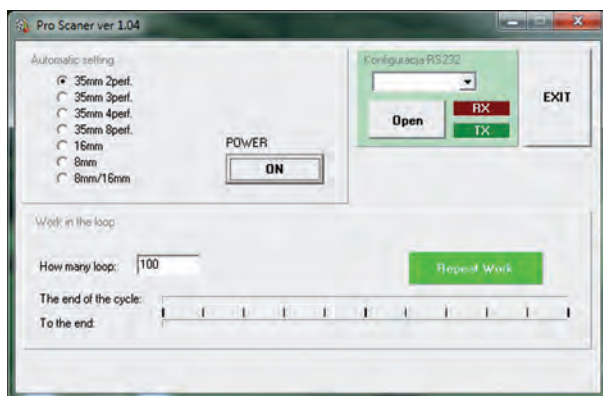 Pro Scaner ver 1.04
Automatic setting
35mm 2perf.
35mm 3perf.
35mm 4perf.
35mm 8perf.
16mm
8mm
8mm/16mm
POWER
ON
Konfiguracja RS232
Open
RX
TX
EXIT
Work in the loop
How many loop: 100
Repeat Work
The end of the cycle:
To the end: